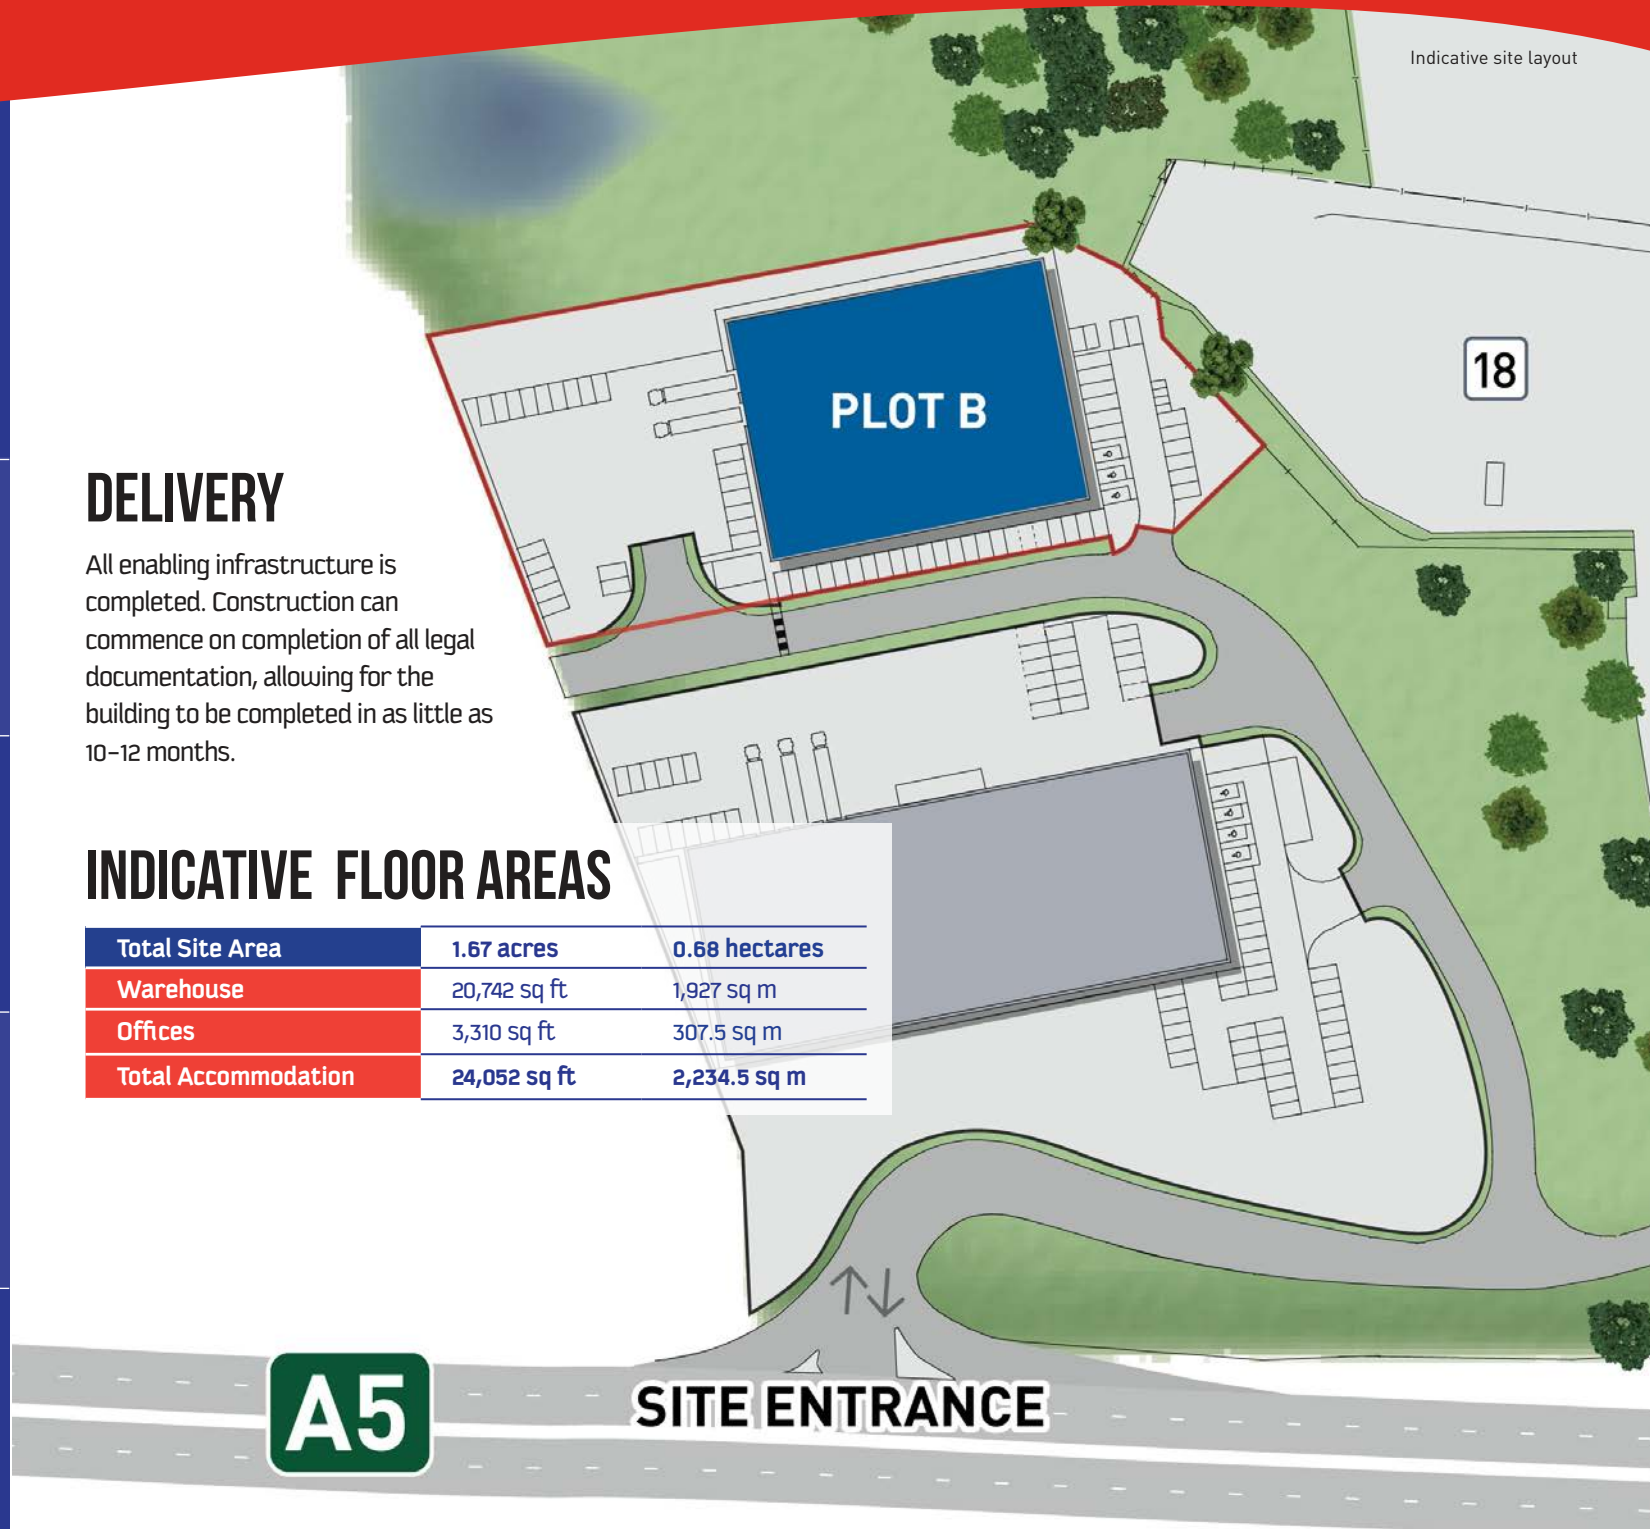 Indicative site layout
PLOT B
18
DELIVERY
All enabling infrastructure is
completed. Construction can
commence on completion of all legal
documentation, allowing for the
building to be completed in as little as
10–12 months.
INDICATIVE FLOOR AREAS
Total Site Area 1.67 acres 0.68 hectares
Warehouse 20,742 sq ft 1,927 sq m
Offices 3,310 sq ft 307.5 sq m
Total Accommodation 24,052 sq ft 2,234.5 sq m
A5
SITE ENTRANCE